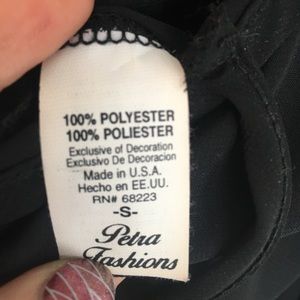 100% POLYESTER
100% POLIESTER
Exclusive of Decoration
Exclusivo De Decoracion
Made in U.S.A.
Hecho en EE.UU.
RN# 68223
-S-
Petra
Fashions